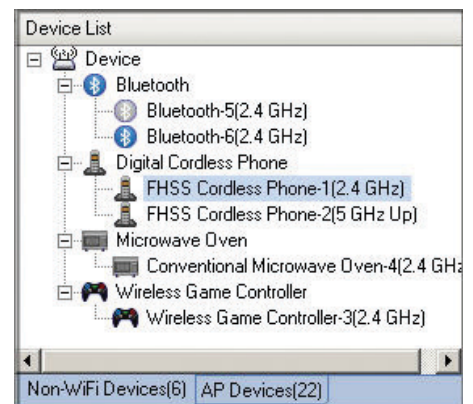 Device List
Device
Bluetooth
Bluetooth-5(2.4 GHz)
Bluetooth-6(2.4 GHz)
Digital Cordless Phone
FHSS Cordless Phone-1(2.4 GHz)
FHSS Cordless Phone-2(5 GHz Up)
Microwave Oven
Conventional Microwave Oven-4(2.4 GHz
Wireless Game Controller
Wireless Game Controller-3(2.4 GHz)
Non-WiFi Devices(6) AP Devices(22)